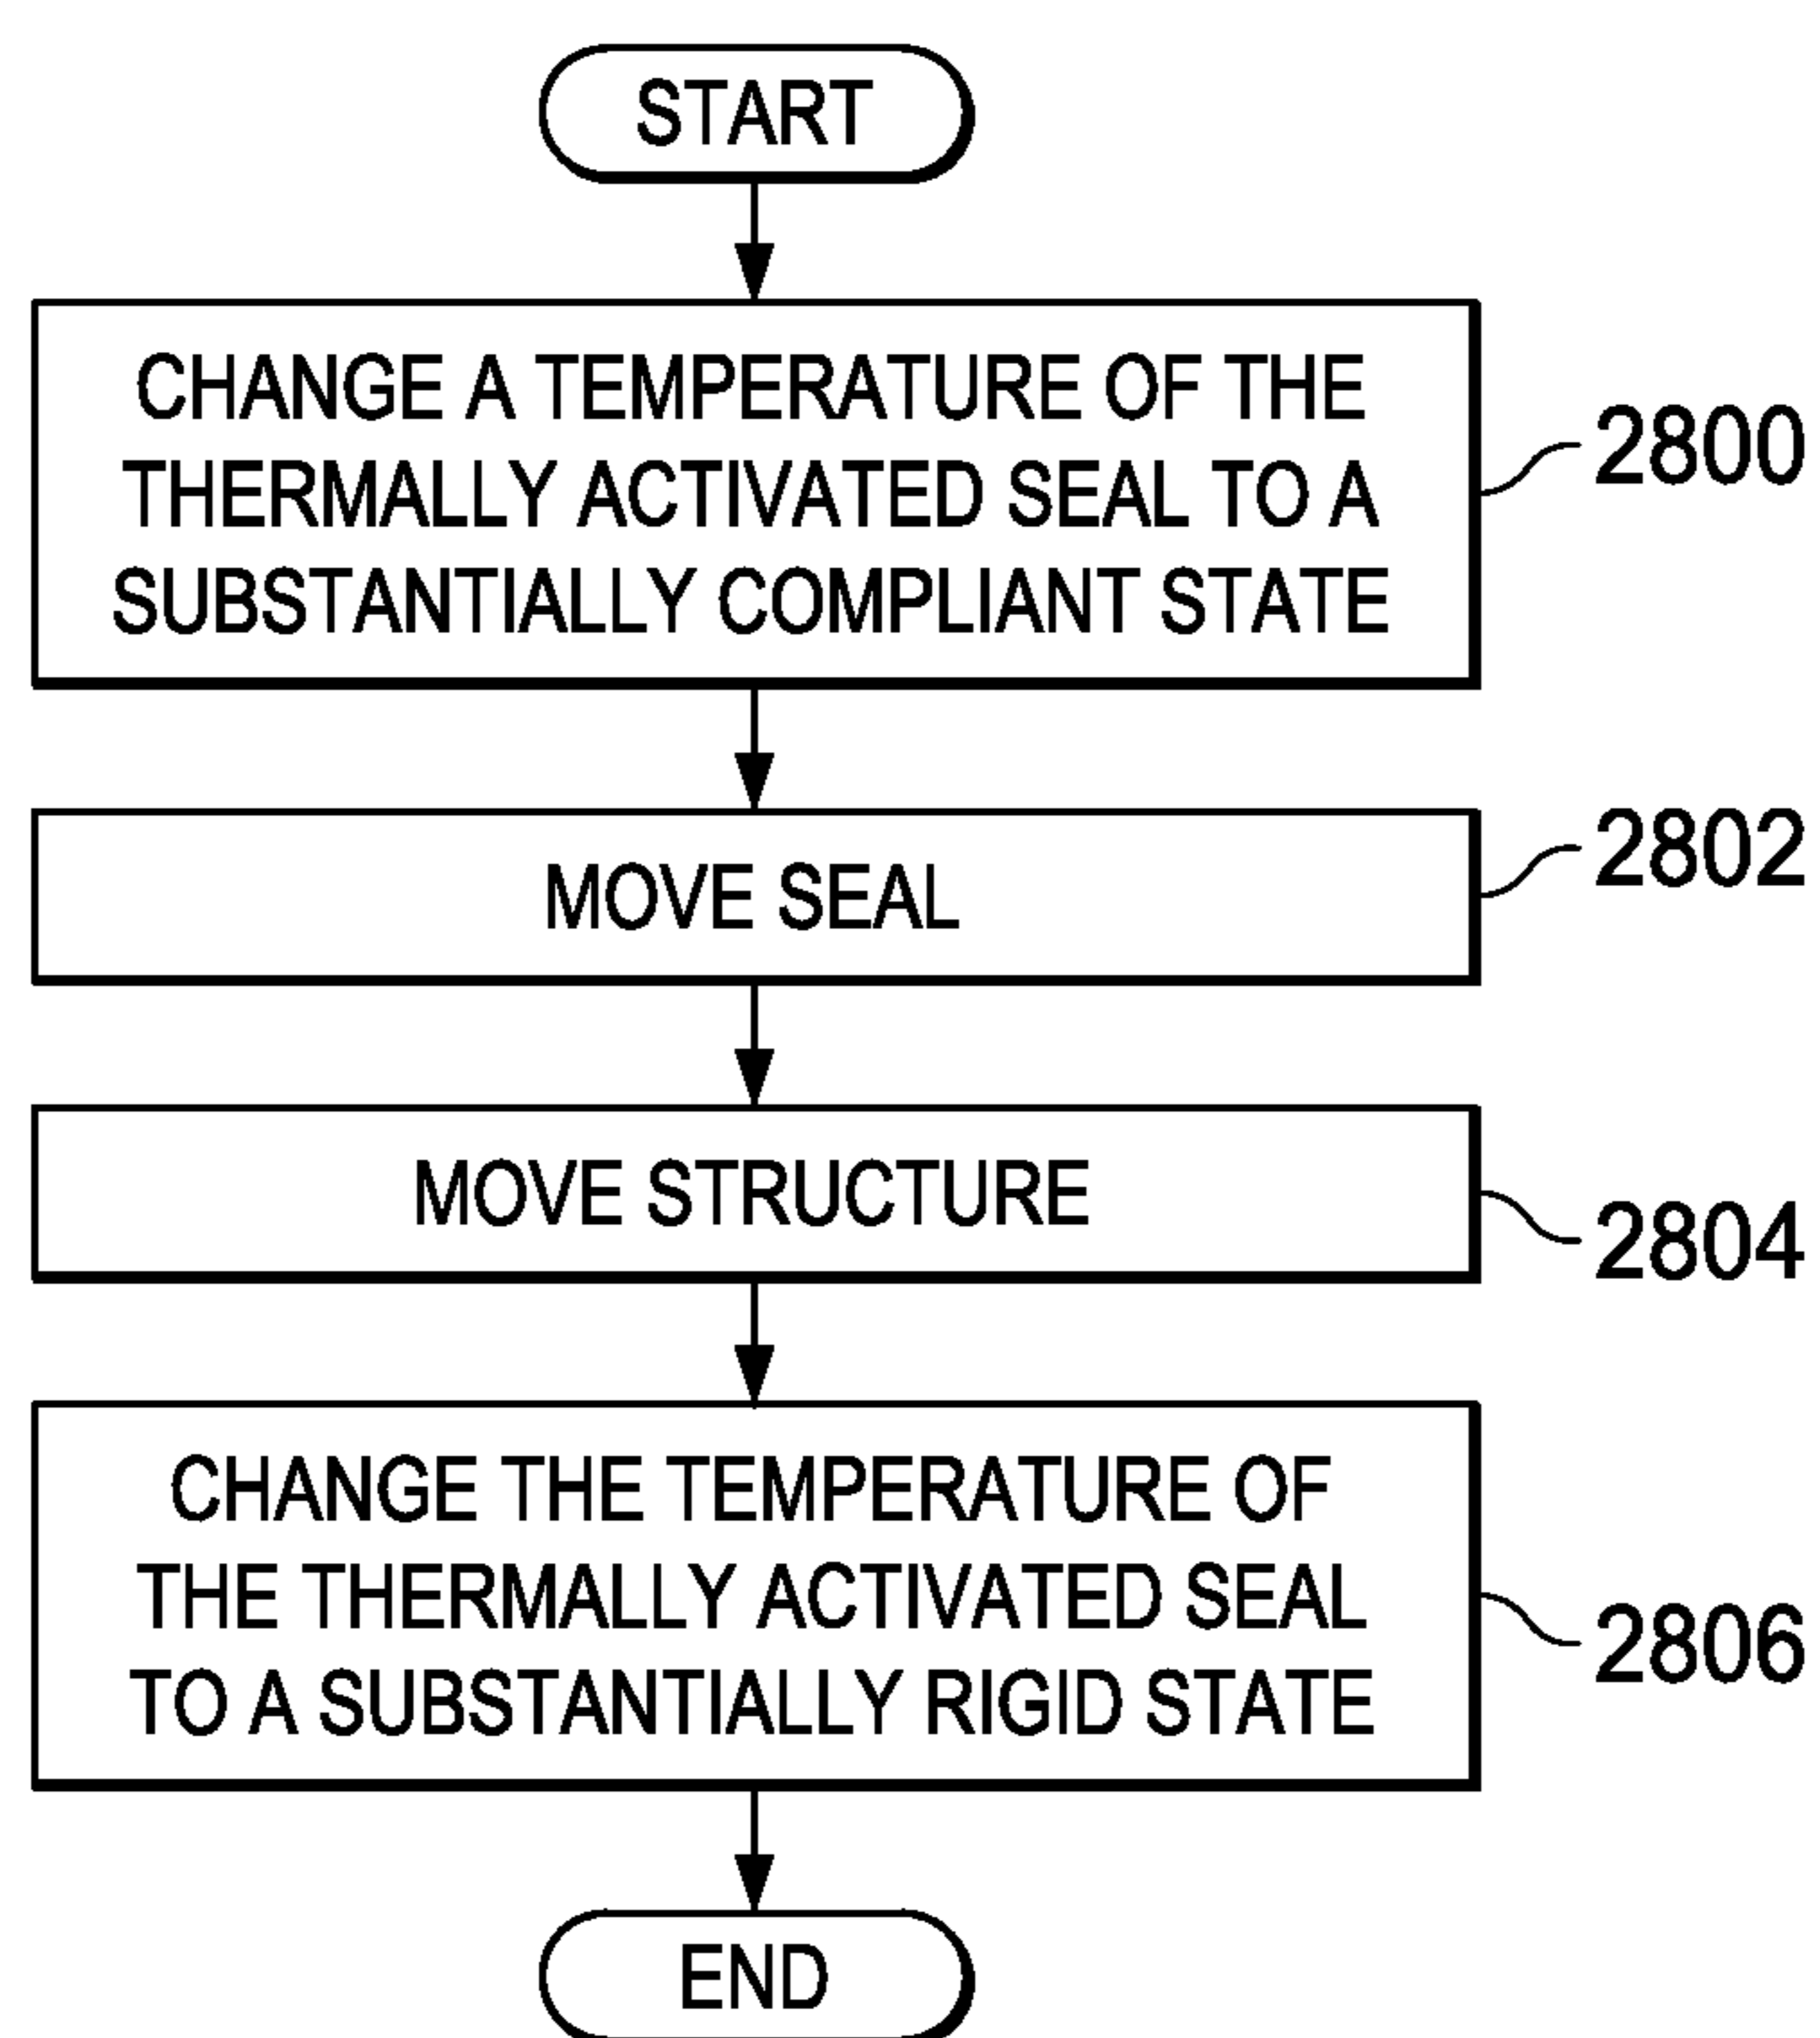 START
CHANGE A TEMPERATURE OF THE
THERMALLY ACTIVATED SEAL TO A
SUBSTANTIALLY COMPLIANT STATE
2800
MOVE SEAL
2802
MOVE STRUCTURE
2804
CHANGE THE TEMPERATURE OF
THE THERMALLY ACTIVATED SEAL
TO A SUBSTANTIALLY RIGID STATE
2806
END